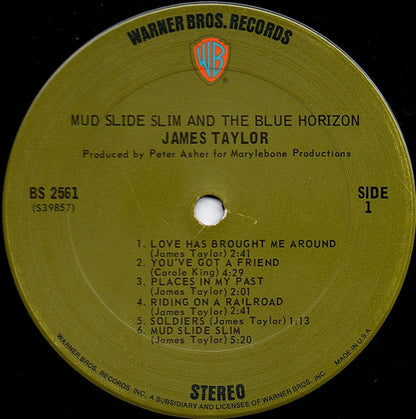 WARNER BROS. RECORDS
WB
MUD SLIDE SLIM AND THE BLUE HORIZON
JAMES TAYLOR
Produced by Peter Asher for Marylebone Productions
BS 2561
(S39857)
SIDE
1
1. LOVE HAS BROUGHT ME AROUND
(James Taylor) 2:41
2. YOU'VE GOT A FRIEND
(Carole King) 4:29
3. PLACES IN MY PAST
(James Taylor) 2:01
4. RIDING ON A RAILROAD
(James Taylor) 2:41
5. SOLDIERS (James Taylor) 1:13
6. MUD SLIDE SLIM
(James Taylor) 5:20
STEREO
WARNER BROS. RECORDS INC., A SUBSIDIARY AND LICENSEE OF WARNER BROS. INC. MADE IN U.S.A.